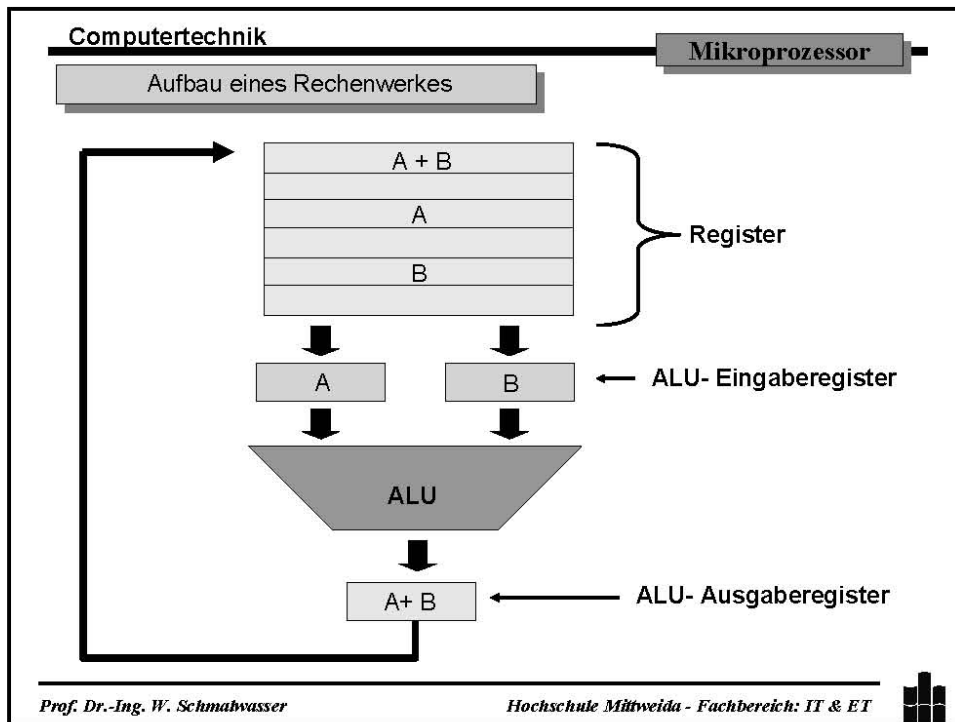 Computertechnik
Mikroprozessor
Aufbau eines Rechenwerkes
A + B
A
B
Register
A
B
ALU- Eingaberegister
ALU
A+ B
ALU- Ausgaberegister
Prof. Dr.-Ing. W. Schmalwasser
Hochschule Mittweida - Fachbereich: IT & ET